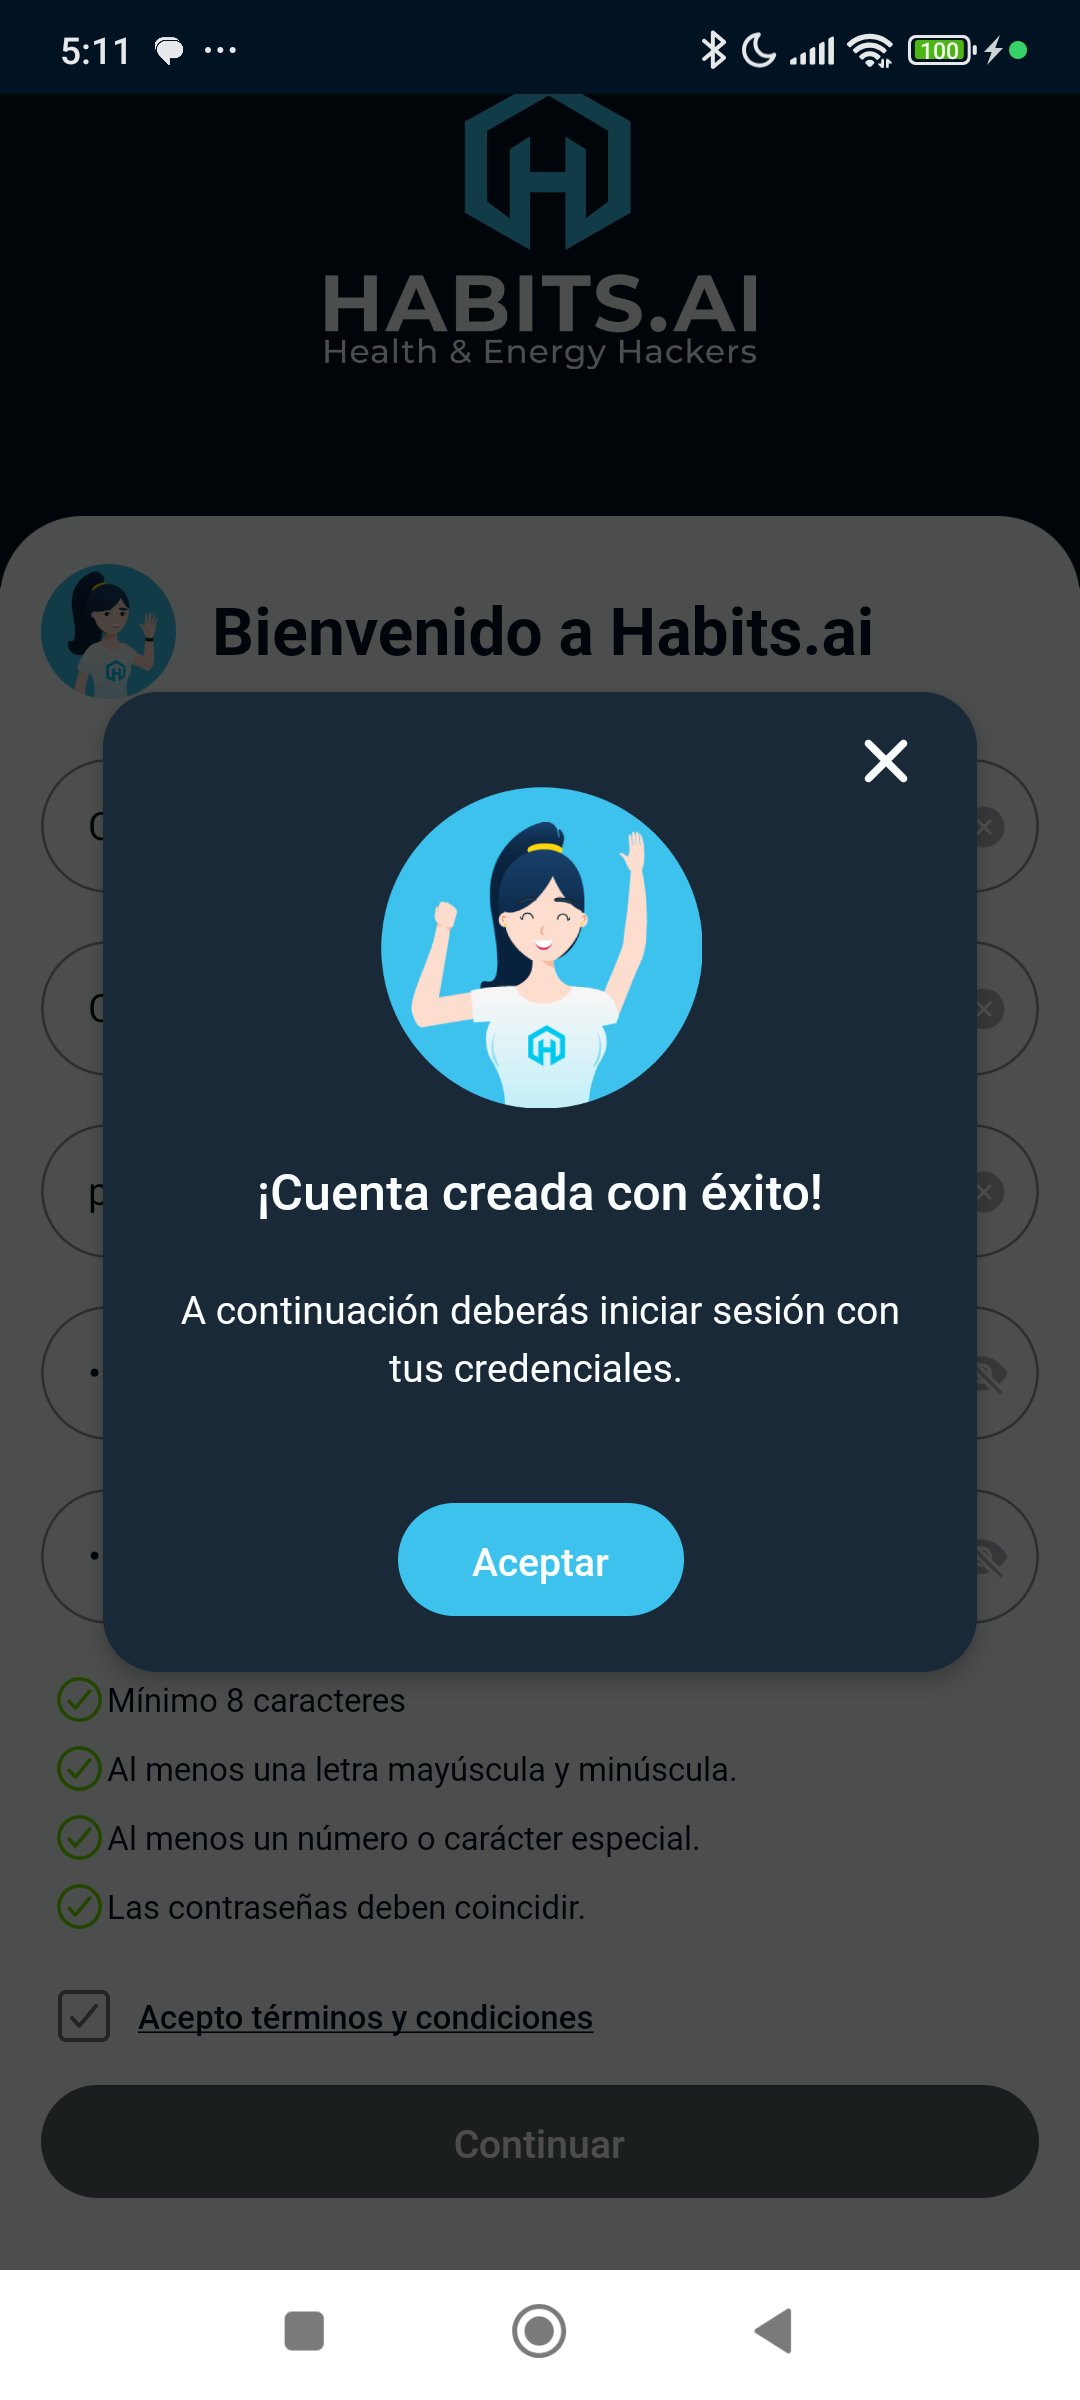 5:11
100
HABITS.AI
Health & Energy Hackers
Bienvenido a Habits.ai
¡Cuenta creada con éxito!
A continuación deberás iniciar sesión con
tus credenciales.
Aceptar
Mínimo 8 caracteres
Al menos una letra mayúscula y minúscula.
Al menos un número o carácter especial.
Las contraseñas deben coincidir.
Acepto términos y condiciones
Continuar